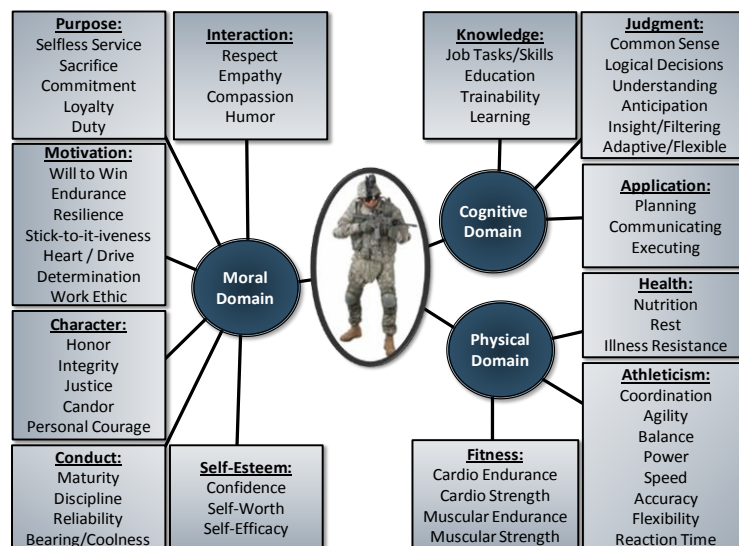 Purpose:
Selfless Service
Sacrifice
Commitment
Loyalty
Duty
Interaction:
Respect
Empathy
Compassion
Humor
Knowledge:
Job Tasks/Skills
Education
Trainability
Learning
Judgment:
Common Sense
Logical Decisions
Understanding
Anticipation
Insight/Filtering
Adaptive/Flexible
Motivation:
Will to Win
Endurance
Resilience
Stick-to-it-iveness
Heart / Drive
Determination
Work Ethic
Moral
Domain
Cognitive
Domain
Application:
Planning
Communicating
Executing
Physical
Domain
Health:
Nutrition
Rest
Illness Resistance
Character:
Honor
Integrity
Justice
Candor
Personal Courage
Athleticism:
Coordination
Agility
Balance
Power
Speed
Accuracy
Flexibility
Reaction Time
Conduct:
Maturity
Discipline
Reliability
Bearing/Coolness
Self-Esteem:
Confidence
Self-Worth
Self-Efficacy
Fitness:
Cardio Endurance
Cardio Strength
Muscular Endurance
Muscular Strength